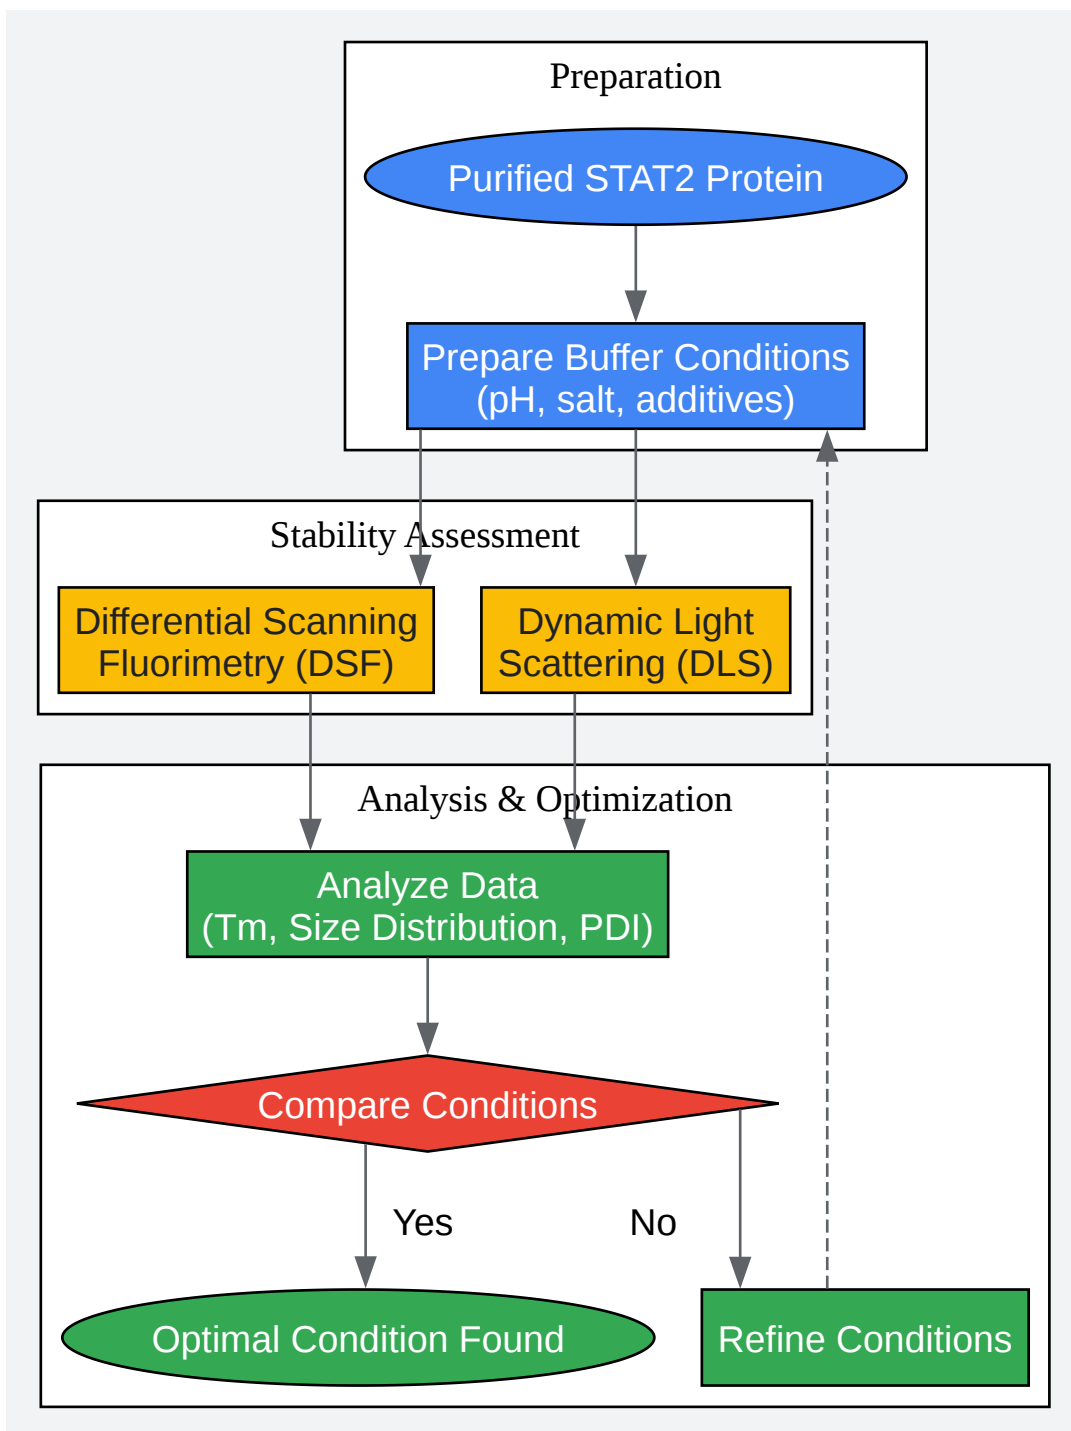 Preparation
Purified STAT2 Protein
Prepare Buffer Conditions
(pH, salt, additives)
Stability Assessment
Differential Scanning
Fluorimetry (DSF)
Dynamic Light
Scattering (DLS)
Analysis & Optimization
Analyze Data
(Tm, Size Distribution, PDI)
Compare Conditions
Yes
No
Optimal Condition Found
Refine Conditions